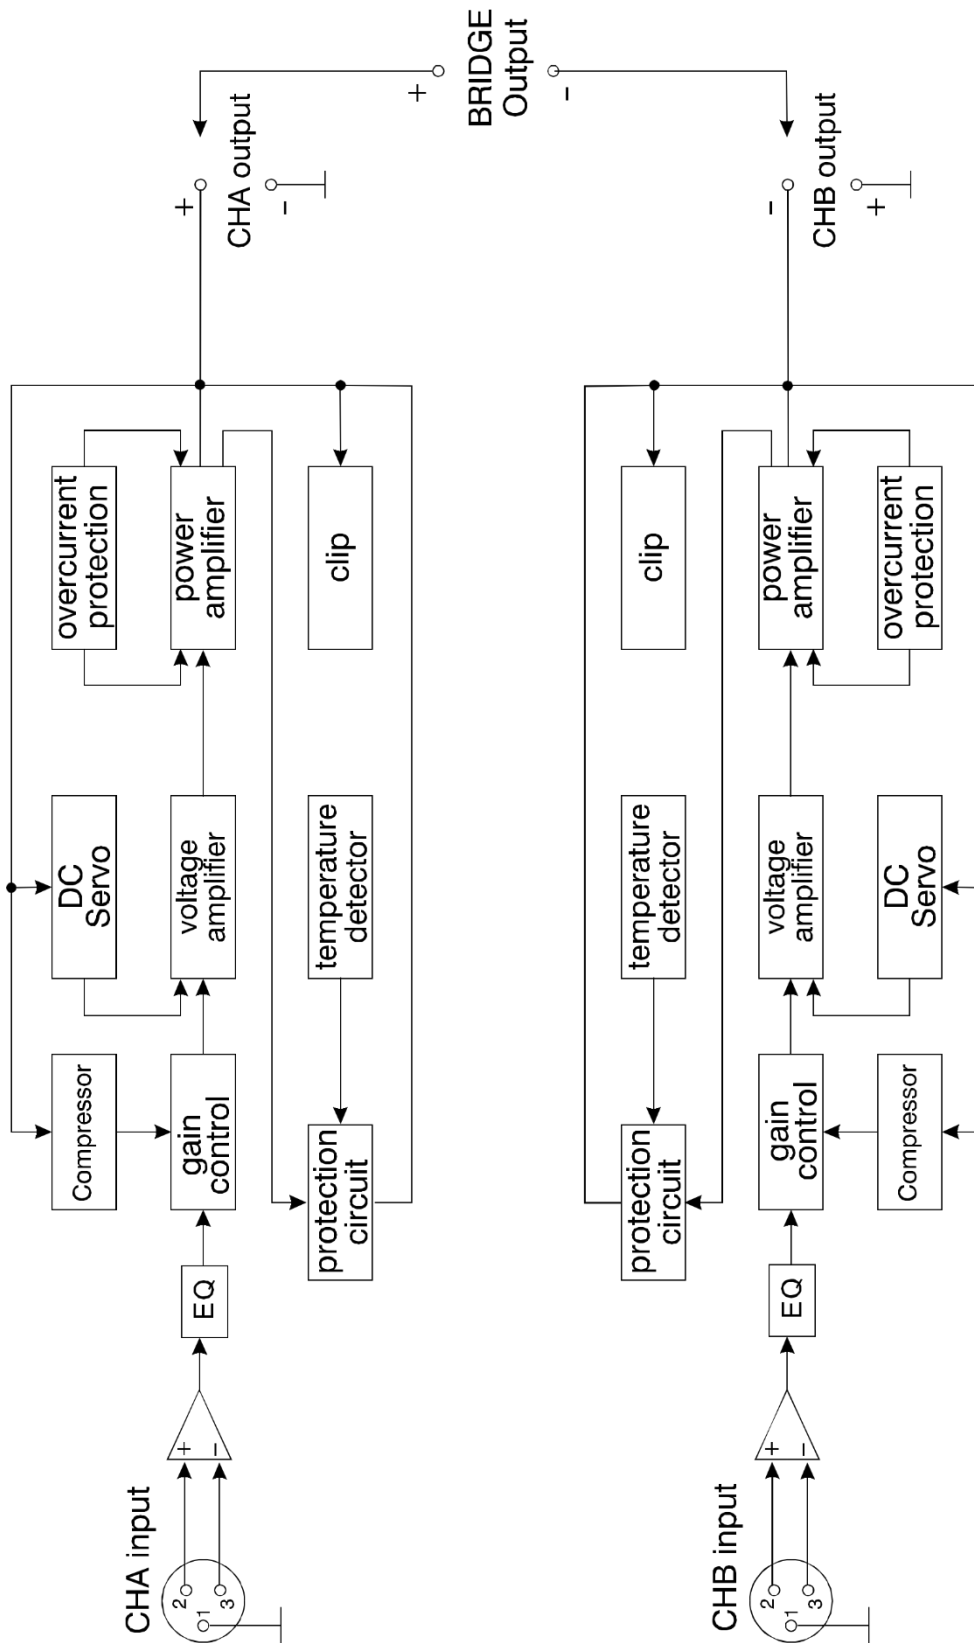 CHA input
2
1
3
+
−
EQ
Compressor
gain
control
protection
circuit
DC
Servo
voltage
amplifier
temperature
detector
overcurrent
protection
power
amplifier
clip
+
CHA output
-
+
BRIDGE
Output
-
CHB input
2
1
3
+
−
EQ
protection
circuit
gain
control
Compressor
temperature
detector
voltage
amplifier
DC
Servo
clip
power
amplifier
overcurrent
protection
-
CHB output
+